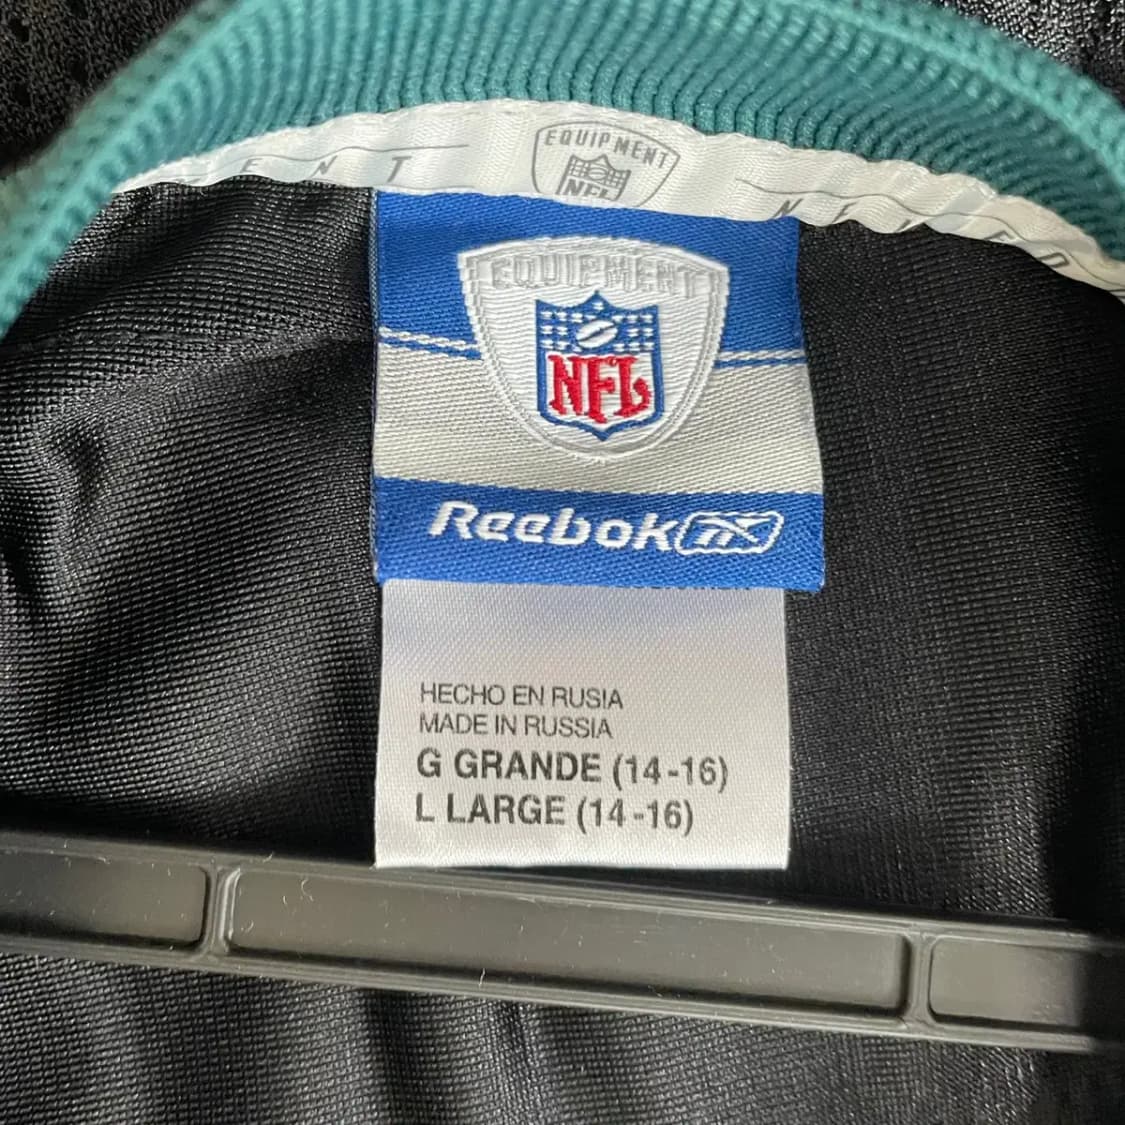 EQUIPMENT
NFL
EQUIPMENT
NFL
Reebok
HECHO EN RUSIA
MADE IN RUSSIA
G GRANDE (14-16)
L LARGE (14-16)